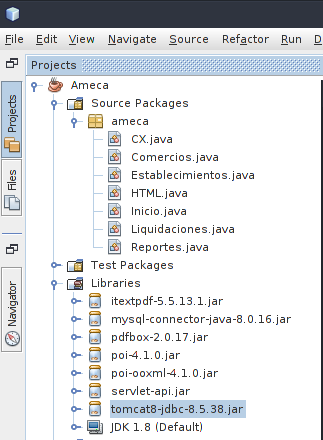 File Edit View Navigate Source Refactor Run D
Projects
Projects
Files
Navigator
Ameca
Source Packages
ameca
CX.java
Comercios.java
Establecimientos.java
HTML.java
Inicio.java
Liquidaciones.java
Reportes.java
Test Packages
Libraries
itextpdf-5.5.13.1.jar
mysql-connector-java-8.0.16.jar
pdfbox-2.0.17.jar
poi-4.1.0.jar
poi-ooxml-4.1.0.jar
servlet-api.jar
tomcat8-jdbc-8.5.38.jar
JDK 1.8 (Default)